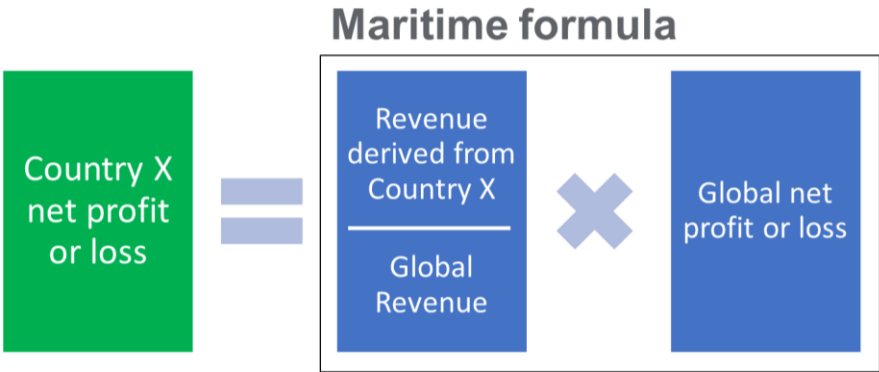 Maritime formula
Country X
net profit
or loss
Revenue
derived from
Country X
Global
Revenue
Global net
profit or loss